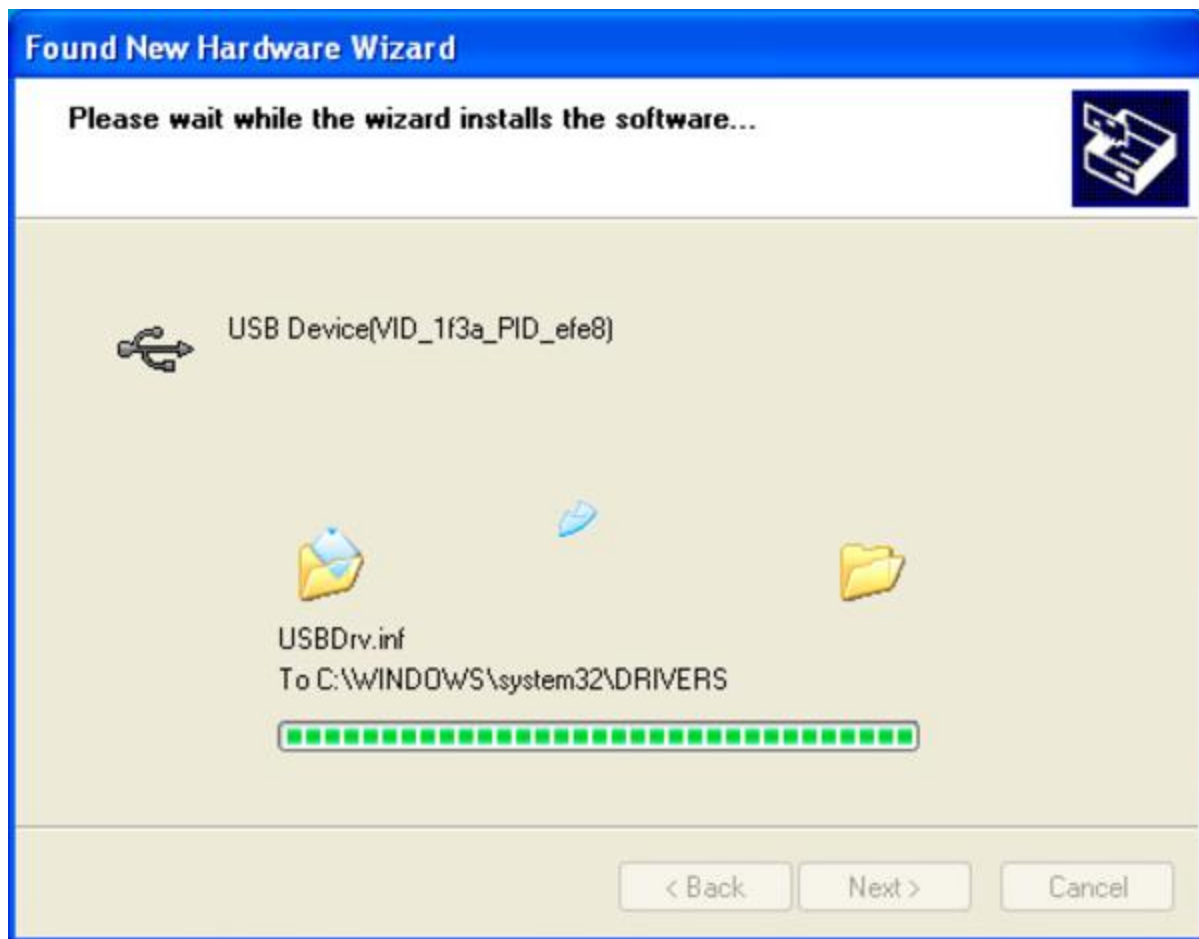 Found New Hardware Wizard
Please wait while the wizard installs the software...
USB Device(VID_1f3a_PID_efe8)
USBDrv.inf
To C:\WINDOWS\system32\DRIVERS
< Back
Next >
Cancel